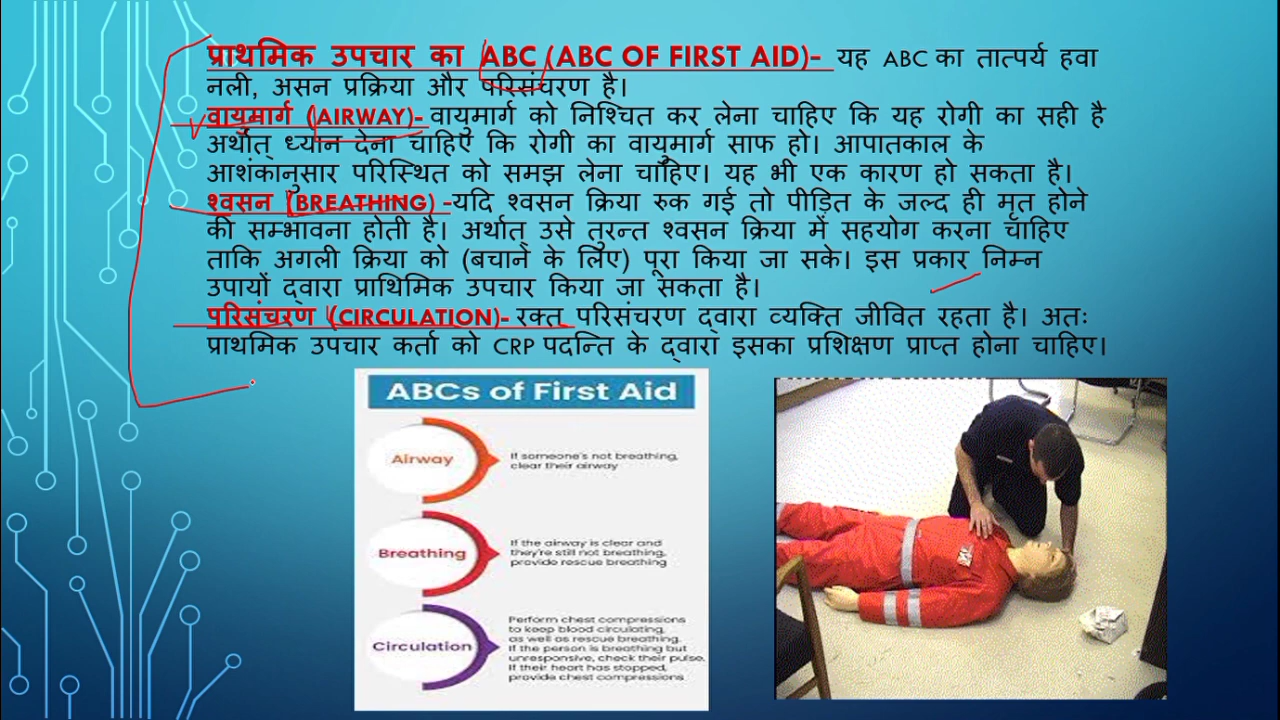 प्राथमिक उपचार का ABC (ABC OF FIRST AID)- यह ABC का तात्पर्य हवा
नली, असन प्रक्रिया और परिसंचरण है।
वायुमार्ग (AIRWAY)- वायुमार्ग को निश्चित कर लेना चाहिए कि यह रोगी का सही है
अर्थात् ध्यान देना चाहिए कि रोगी का वायुमार्ग साफ हो। आपातकाल के
आशंकानुसार परिस्थित को समझ लेना चाहिए। यह भी एक कारण हो सकता है।
श्वसन (BREATHING) -यदि श्वसन क्रिया रुक गई तो पीड़ित के जल्द ही मृत होने
की सम्भावना होती है। अर्थात् उसे तुरन्त श्वसन क्रिया में सहयोग करना चाहिए
ताकि अगली क्रिया को (बचाने के लिए) पूरा किया जा सके। इस प्रकार निम्न
उपायों द्वारा प्राथिमिक उपचार किया जा सकता है।
परिसंचरण (CIRCULATION)- रक्त परिसंचरण द्वारा व्यक्ति जीवित रहता है। अतः
प्राथमिक उपचार कर्ता को CRP पदन्ति के द्वारा इसका प्रशिक्षण प्राप्त होना चाहिए।
ABCs of First Aid
Airway
If someone's not breathing,
clear their airway
Breathing
If the airway is clear and
they're still not breathing,
provide rescue breathing
Circulation
Perform chest compressions
to keep blood circulating,
as well as rescue breathing.
If the person is breathing but
unresponsive, check their pulse.
If their heart has stopped,
provide chest compressions